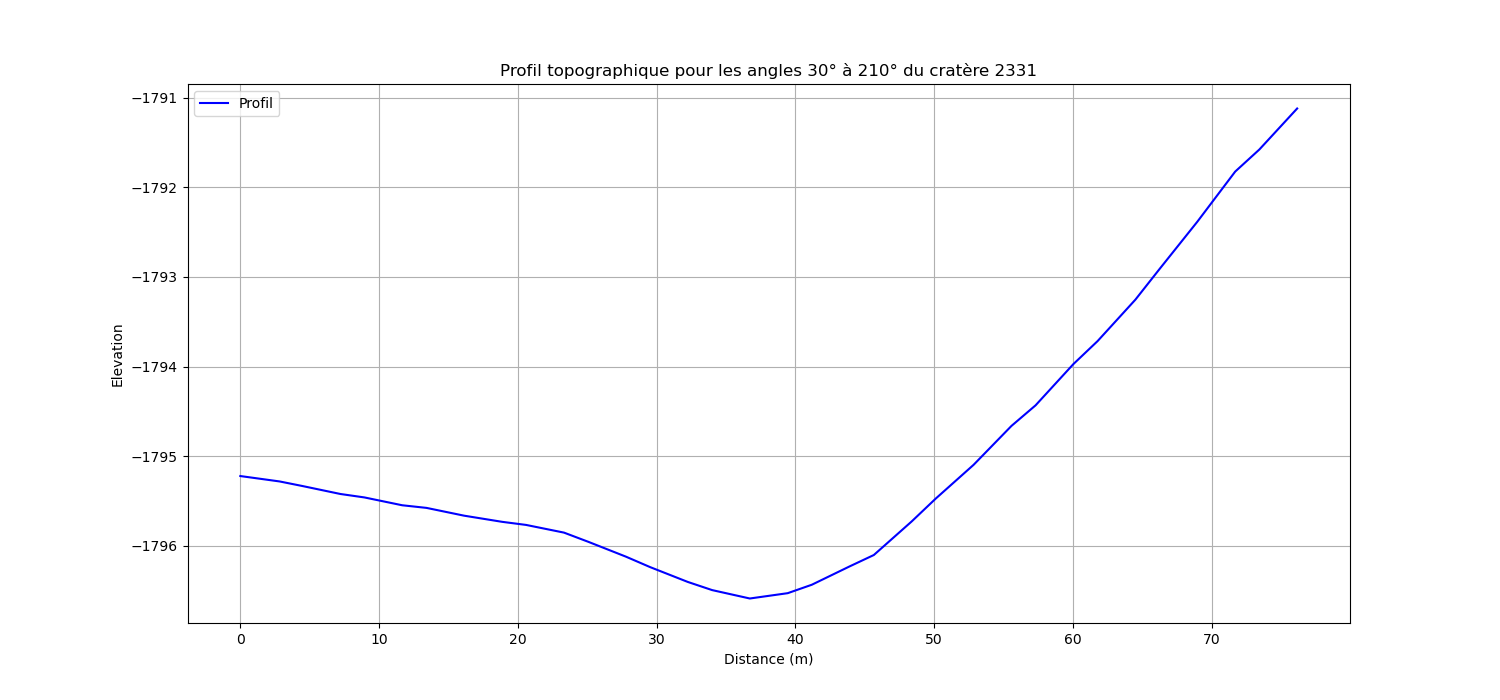 Profil topographique pour les angles 30° à 210° du cratère 2331
Profil
−1791
−1792
−1793
−1794
−1795
−1796
Elevation
0 10 20 30 40 50 60 70
Distance (m)